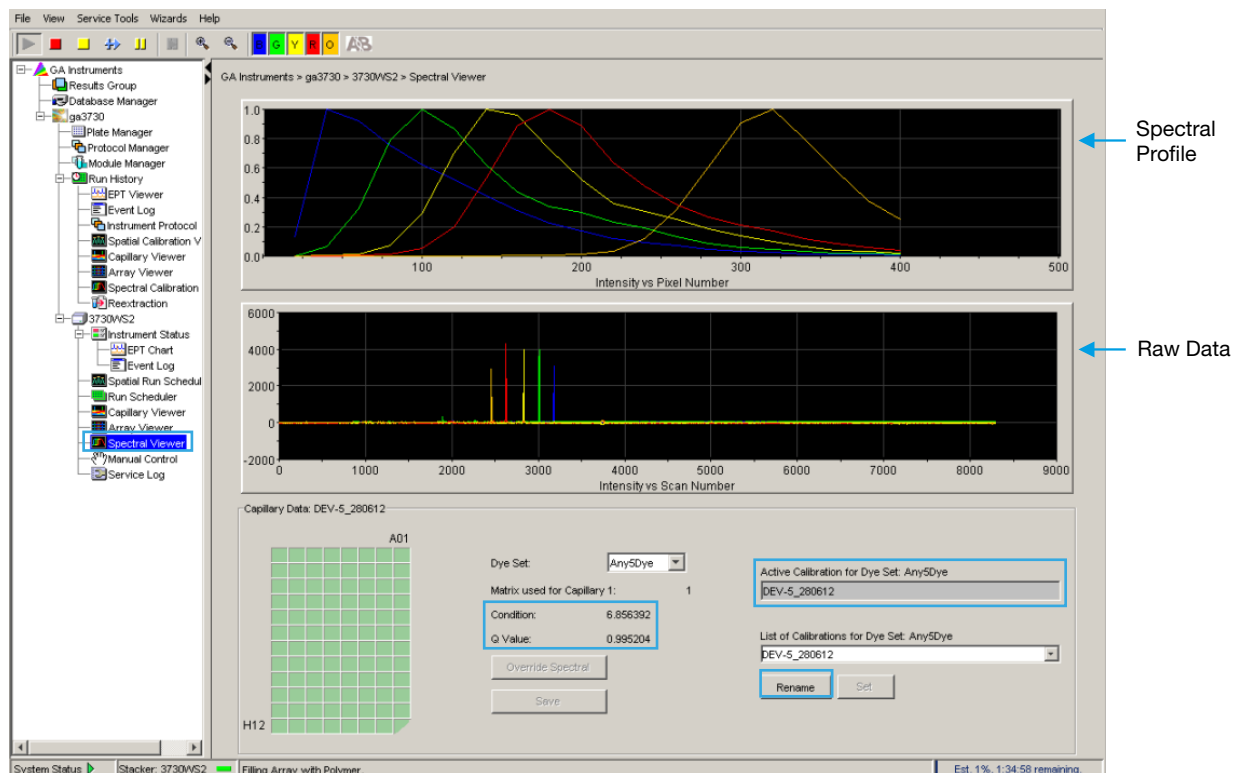 File View Service Tools Wizards Help
B G Y R O AB
GA Instruments
Results Group
Database Manager
ga3730
Plate Manager
Protocol Manager
Module Manager
Run History
EPT Viewer
Event Log
Instrument Protocol
Spatial Calibration V
Capillary Viewer
Array Viewer
Spectral Calibration
Reextraction
3730WS2
Instrument Status
EPT Chart
Event Log
Spatial Run Schedul
Run Scheduler
Capillary Viewer
Array Viewer
Spectral Viewer
Manual Control
Service Log
GA Instruments > ga3730 > 3730WS2 > Spectral Viewer
1.0
0.8
0.6
0.4
0.2
0.0
100 200 300 400 500
Intensity vs Pixel Number
Spectral
Profile
6000
4000
2000
0
-2000
0 1000 2000 3000 4000 5000 6000 7000 8000 9000
Intensity vs Scan Number
Raw Data
Capillary Data: DEV-5_280612
A01
H12
Dye Set: Any5Dye
Matrix used for Capillary 1: 1
Condition: 6.856392
Q Value: 0.995204
Override Spectral
Save
Active Calibration for Dye Set: Any5Dye
DEV-5_280612
List of Calibrations for Dye Set: Any5Dye
DEV-5_280612
Rename Set
System Status Stacker: 3730WS2 Filling Array with Polymer Est. 1%, 1:34:58 remaining.